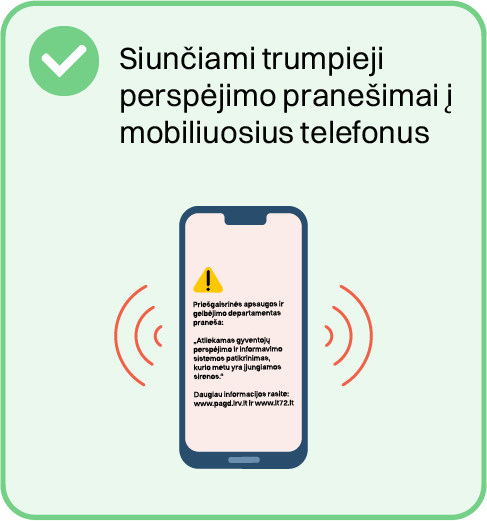 Siunčiami trumpieji
perspėjimo pranešimai į
mobiliuosius telefonus
Priešgaisrinės apsaugos ir
gelbėjimo departamentas
praneša:
„Atliekamas gyventojų
perspėjimo ir informavimo
sistemos patikrinimas,
kurio metu yra įjungiamos
sirenos.“
Daugiau informacijos rasite:
www.pagd.lrv.lt ir www.lt72.lt